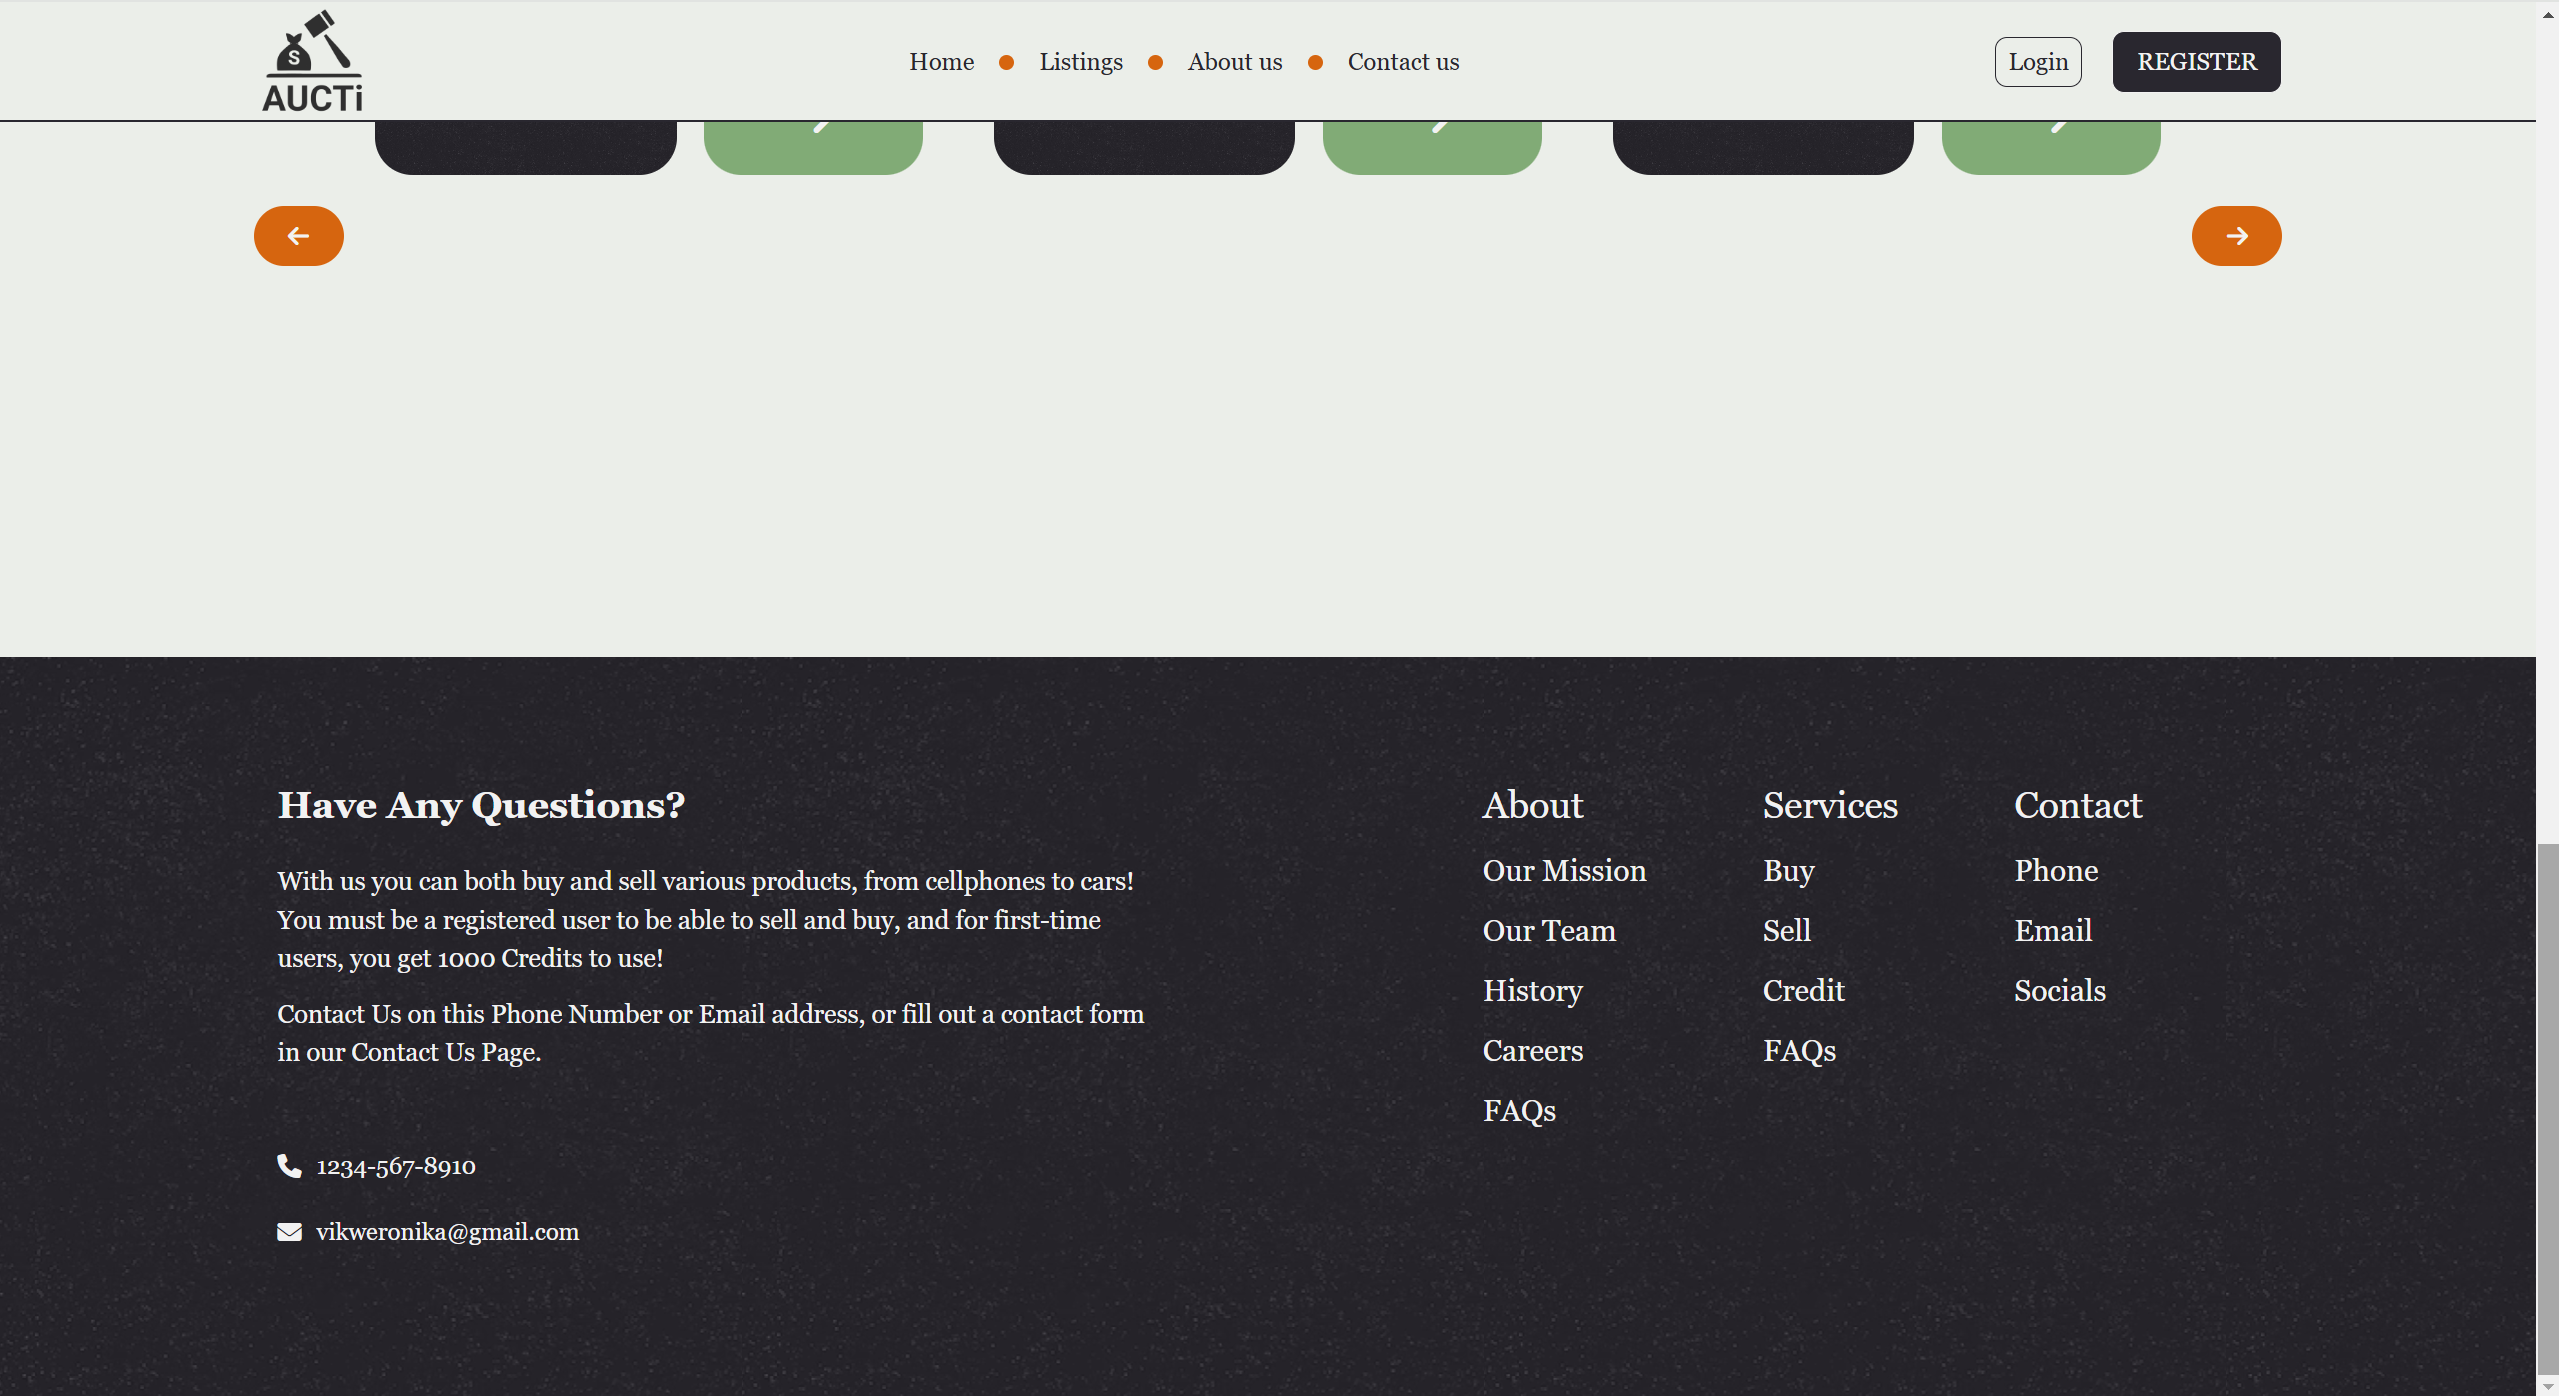 S
AUCTi
Home
Listings
About us
Contact us
Login
REGISTER
Have Any Questions?
With us you can both buy and sell various products, from cellphones to cars!
You must be a registered user to be able to sell and buy, and for first-time
users, you get 1000 Credits to use!
Contact Us on this Phone Number or Email address, or fill out a contact form
in our Contact Us Page.
1234-567-8910
vikweronika@gmail.com
About
Our Mission
Our Team
History
Careers
FAQs
Services
Buy
Sell
Credit
FAQs
Contact
Phone
Email
Socials